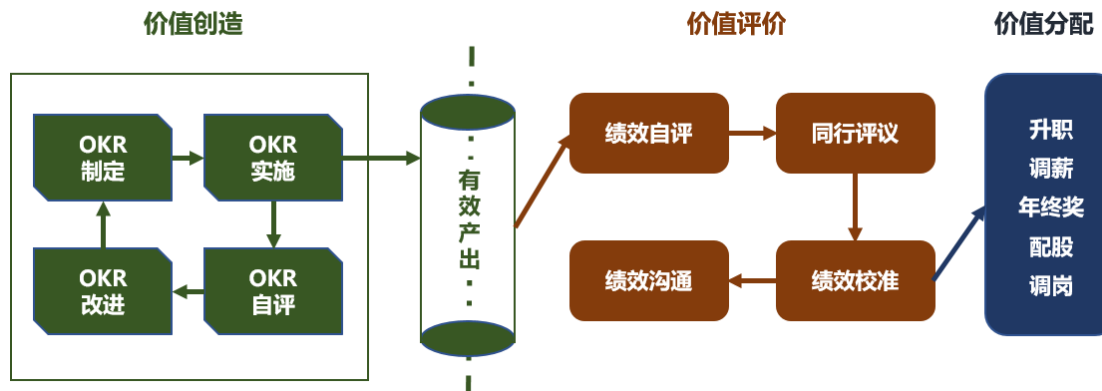 价值创造
价值评价
价值分配
OKR
制定
OKR
实施
OKR
改进
OKR
自评
有效产出
绩效自评
同行评议
绩效沟通
绩效校准
升职
调薪
年终奖
配股
调岗